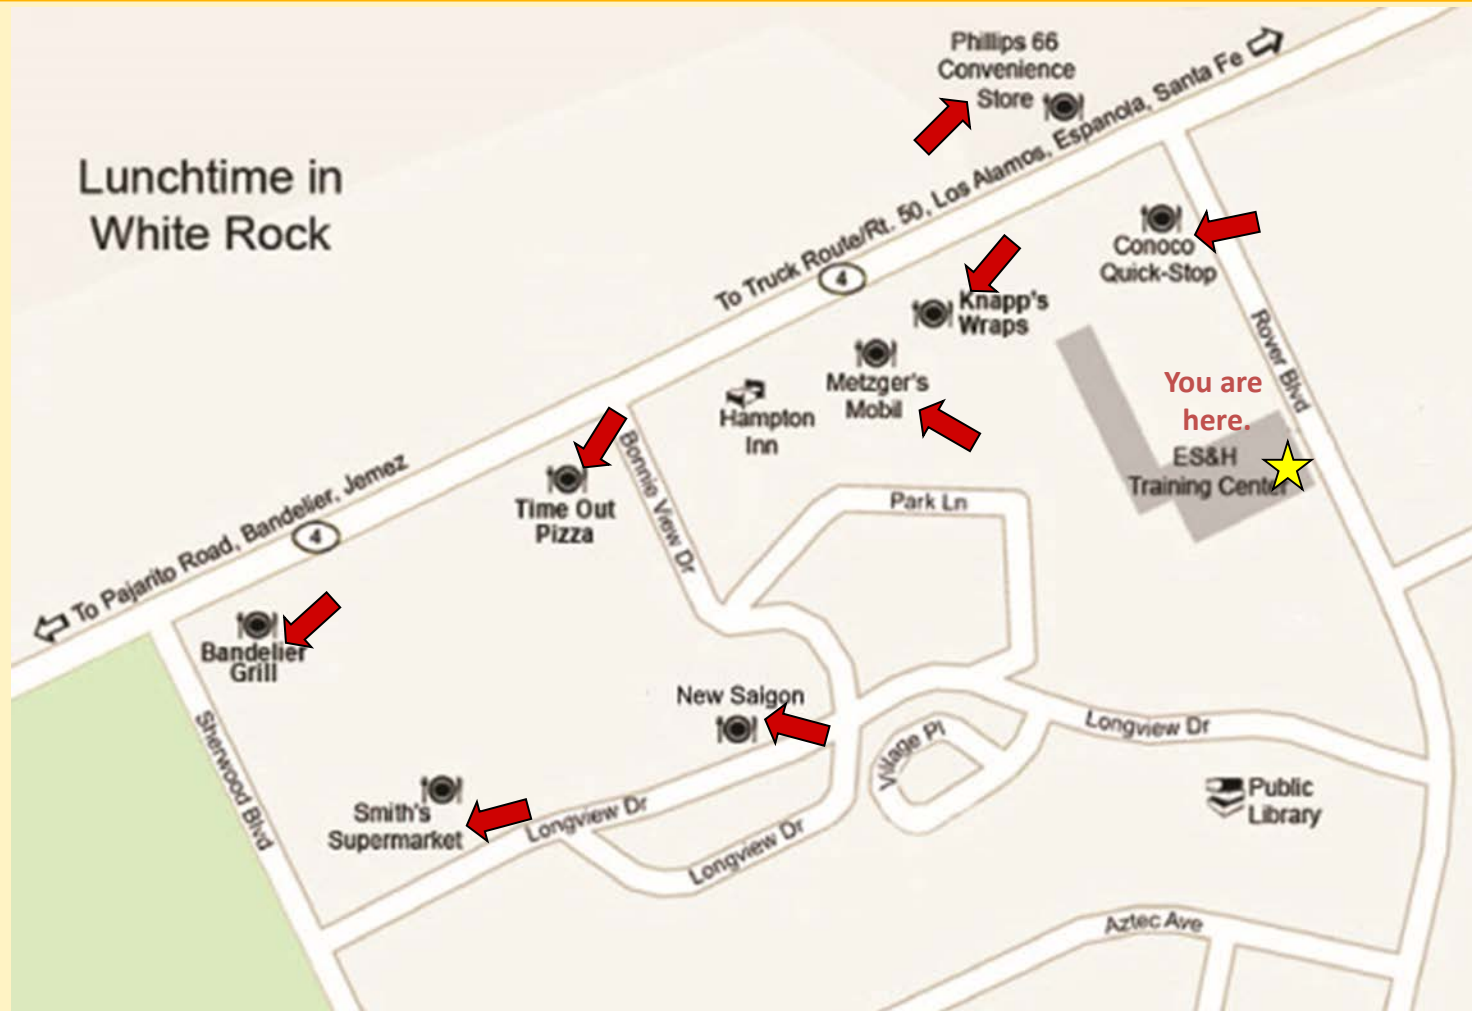 Phillips 66
Convenience
Store
To Truck Route/Rt. 50, Los Alamos, Espanola, Santa Fe
Lunchtime in
White Rock
4
Conoco
Quick-Stop
Knapp's
Wraps
Rover Blvd
Metzger's
Mobil
Hampton
Inn
You are
here.
ES&H
Training Center
To Pajarito Road, Bandelier, Jemez
4
Time Out
Pizza
Bonnie View Dr
Park Ln
Bandelier
Grill
New Saigon
Sherwood Blvd
Village Pl
Longview Dr
Smith's
Supermarket
Longview Dr
Longview Dr
Public
Library
Aztec Ave